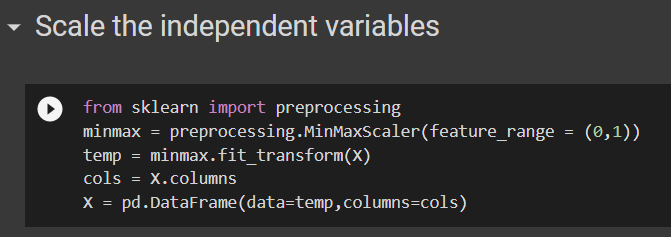 Scale the independent variables
from sklearn import preprocessing
minmax = preprocessing.MinMaxScaler(feature_range = (0,1))
temp = minmax.fit_transform(X)
cols = X.columns
X = pd.DataFrame(data=temp,columns=cols)